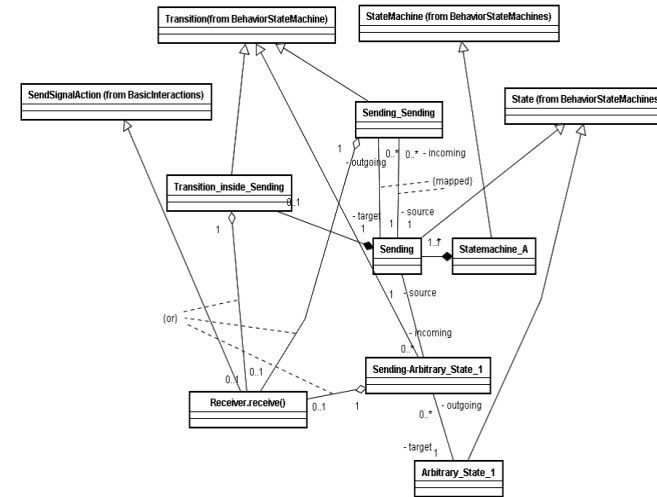 Transition(from BehaviorStateMachine)
StateMachine (from BehaviorStateMachines)
SendSignalAction (from BasicInteractions)
State (from BehaviorStateMachines
Sending_Sending
1
0..*
0..*
- incoming
- outgoing
(mapped)
Transition_inside_Sending
0..1
- target
- source
1
1
1
1
1..*
Sending
Statemachine_A
1
- source
(or)
- incoming
0..*
Sending-Arbitrary_State_1
0..1
0..1
0..1
1
Receiver.receive()
- outgoing
0..*
- target
1
Arbitrary_State_1